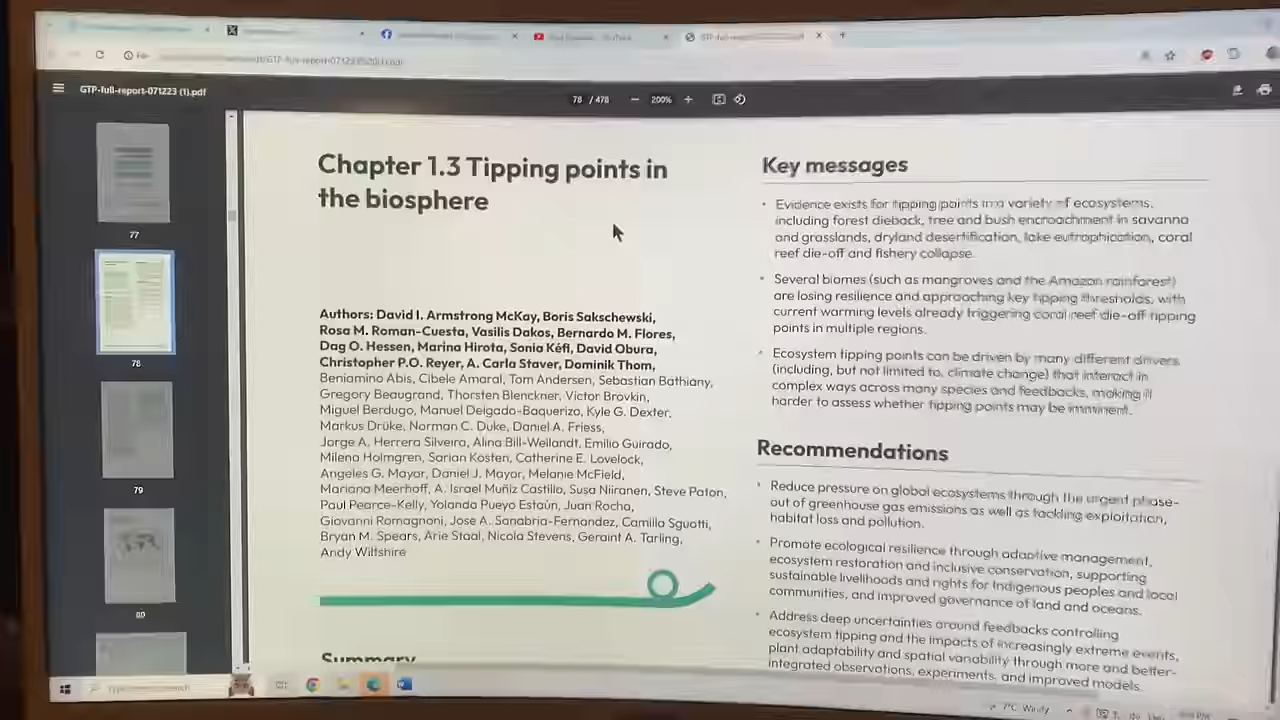 GTP-full-report-071223 (1).pdf
78 / 478
200%
77
78
79
80
Chapter 1.3 Tipping points in
the biosphere
Authors: David I. Armstrong McKay, Boris Sakschewski,
Rosa M. Roman-Cuesta, Vasilis Dakos, Bernardo M. Flores,
Dag O. Hessen, Marina Hirota, Sonia Kéfi, David Obura,
Christopher P.O. Reyer, A. Carla Staver, Dominik Thom,
Beniamino Abis, Cibele Amaral, Tom Andersen, Sebastian Bathiany,
Gregory Beaugrand, Thorsten Blenckner, Victor Brovkin,
Miguel Berdugo, Manuel Delgado-Baquerizo, Kyle G. Dexter,
Markus Drüke, Norman C. Duke, Daniel A. Friess,
Jorge A. Herrera Silveira, Alina Bill-Weilandt, Emilio Guirado,
Milena Holmgren, Sarian Kosten, Catherine E. Lovelock,
Angeles G. Mayor, Daniel J. Mayor, Melanie McField,
Mariana Meerhoff, A. Israel Muñiz Castillo, Susa Niiranen, Steve Paton,
Paul Pearce-Kelly, Yolanda Pueyo Estaún, Juan Rocha,
Giovanni Romagnoni, Jose A. Sanabria-Fernandez, Camilla Sguotti,
Bryan M. Spears, Arie Staal, Nicola Stevens, Geraint A. Tarling,
Andy Wiltshire
Summary
Key messages
• Evidence exists for tipping points in a variety of ecosystems,
including forest dieback, tree and bush encroachment in savanna
and grasslands, dryland desertification, lake eutrophication, coral
reef die-off and fishery collapse.
• Several biomes (such as mangroves and the Amazon rainforest)
are losing resilience and approaching key tipping thresholds, with
current warming levels already triggering coral reef die-off tipping
points in multiple regions.
• Ecosystem tipping points can be driven by many different drivers
(including, but not limited to, climate change) that interact in
complex ways across many species and feedbacks, making it
harder to assess whether tipping points may be imminent.
Recommendations
• Reduce pressure on global ecosystems through the urgent phase-
out of greenhouse gas emissions as well as tackling exploitation,
habitat loss and pollution.
• Promote ecological resilience through adaptive management,
ecosystem restoration and inclusive conservation, supporting
sustainable livelihoods and rights for Indigenous peoples and local
communities, and improved governance of land and oceans.
• Address deep uncertainties around feedbacks controlling
ecosystem tipping and the impacts of increasingly extreme events,
plant adaptability and spatial variability through more and better-
integrated observations, experiments, and improved models.
7°C Windy